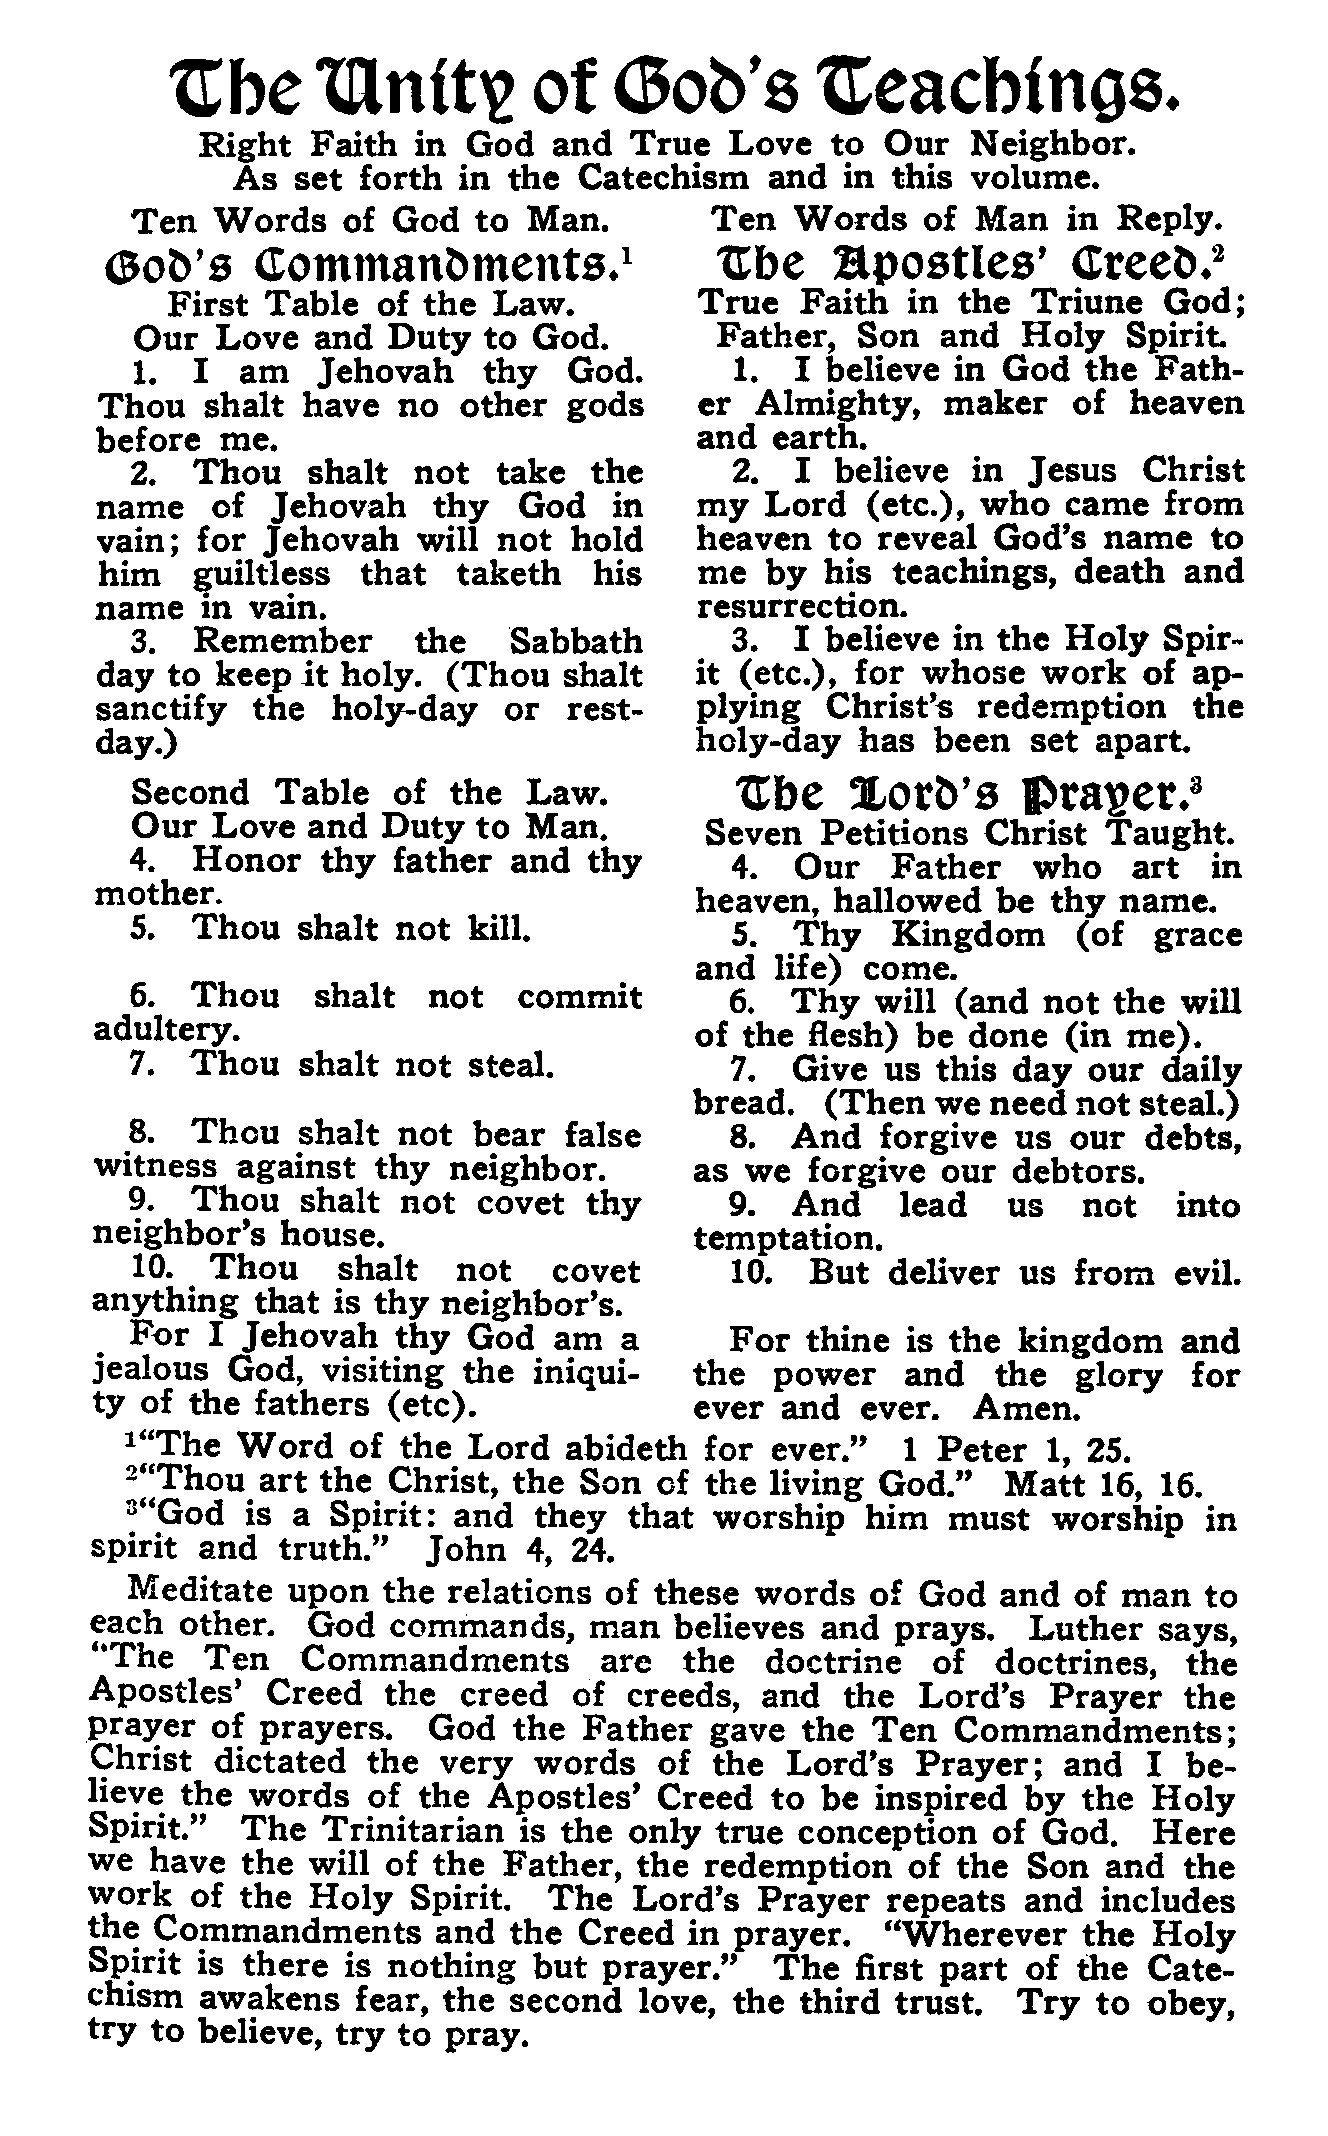 The Unity of God's Teachings.
Right Faith in God and True Love to Our Neighbor.
As set forth in the Catechism and in this volume.
Ten Words of God to Man.
God's Commandments.¹
First Table of the Law.
Our Love and Duty to God.
1. I am Jehovah thy God.
Thou shalt have no other gods
before me.
2. Thou shalt not take the
name of Jehovah thy God in
vain; for Jehovah will not hold
him guiltless that taketh his
name in vain.
3. Remember the Sabbath
day to keep it holy. (Thou shalt
sanctify the holy-day or rest-
day.)
Second Table of the Law.
Our Love and Duty to Man.
4. Honor thy father and thy
mother.
5. Thou shalt not kill.
6. Thou shalt not commit
adultery.
7. Thou shalt not steal.
8. Thou shalt not bear false
witness against thy neighbor.
9. Thou shalt not covet thy
neighbor's house.
10. Thou shalt not covet
anything that is thy neighbor's.
For I Jehovah thy God am a
jealous God, visiting the iniqui-
ty of the fathers (etc).
Ten Words of Man in Reply.
The Apostles' Creed.²
True Faith in the Triune God;
Father, Son and Holy Spirit.
1. I believe in God the Fath-
er Almighty, maker of heaven
and earth.
2. I believe in Jesus Christ
my Lord (etc.), who came from
heaven to reveal God's name to
me by his teachings, death and
resurrection.
3. I believe in the Holy Spir-
it (etc.), for whose work of ap-
plying Christ's redemption the
holy-day has been set apart.
The Lord's Prayer.³
Seven Petitions Christ Taught.
4. Our Father who art in
heaven, hallowed be thy name.
5. Thy Kingdom (of grace
and life) come.
6. Thy will (and not the will
of the flesh) be done (in me).
7. Give us this day our daily
bread. (Then we need not steal.)
8. And forgive us our debts,
as we forgive our debtors.
9. And lead us not into
temptation.
10. But deliver us from evil.
For thine is the kingdom and
the power and the glory for
ever and ever. Amen.
¹"The Word of the Lord abideth for ever." 1 Peter 1, 25.
²"Thou art the Christ, the Son of the living God." Matt 16, 16.
³"God is a Spirit: and they that worship him must worship in
spirit and truth." John 4, 24.
Meditate upon the relations of these words of God and of man to
each other. God commands, man believes and prays. Luther says,
"The Ten Commandments are the doctrine of doctrines, the
Apostles' Creed the creed of creeds, and the Lord's Prayer the
prayer of prayers. God the Father gave the Ten Commandments;
Christ dictated the very words of the Lord's Prayer; and I be-
lieve the words of the Apostles' Creed to be inspired by the Holy
Spirit." The Trinitarian is the only true conception of God. Here
we have the will of the Father, the redemption of the Son and the
work of the Holy Spirit. The Lord's Prayer repeats and includes
the Commandments and the Creed in prayer. "Wherever the Holy
Spirit is there is nothing but prayer." The first part of the Cate-
chism awakens fear, the second love, the third trust. Try to obey,
try to believe, try to pray.